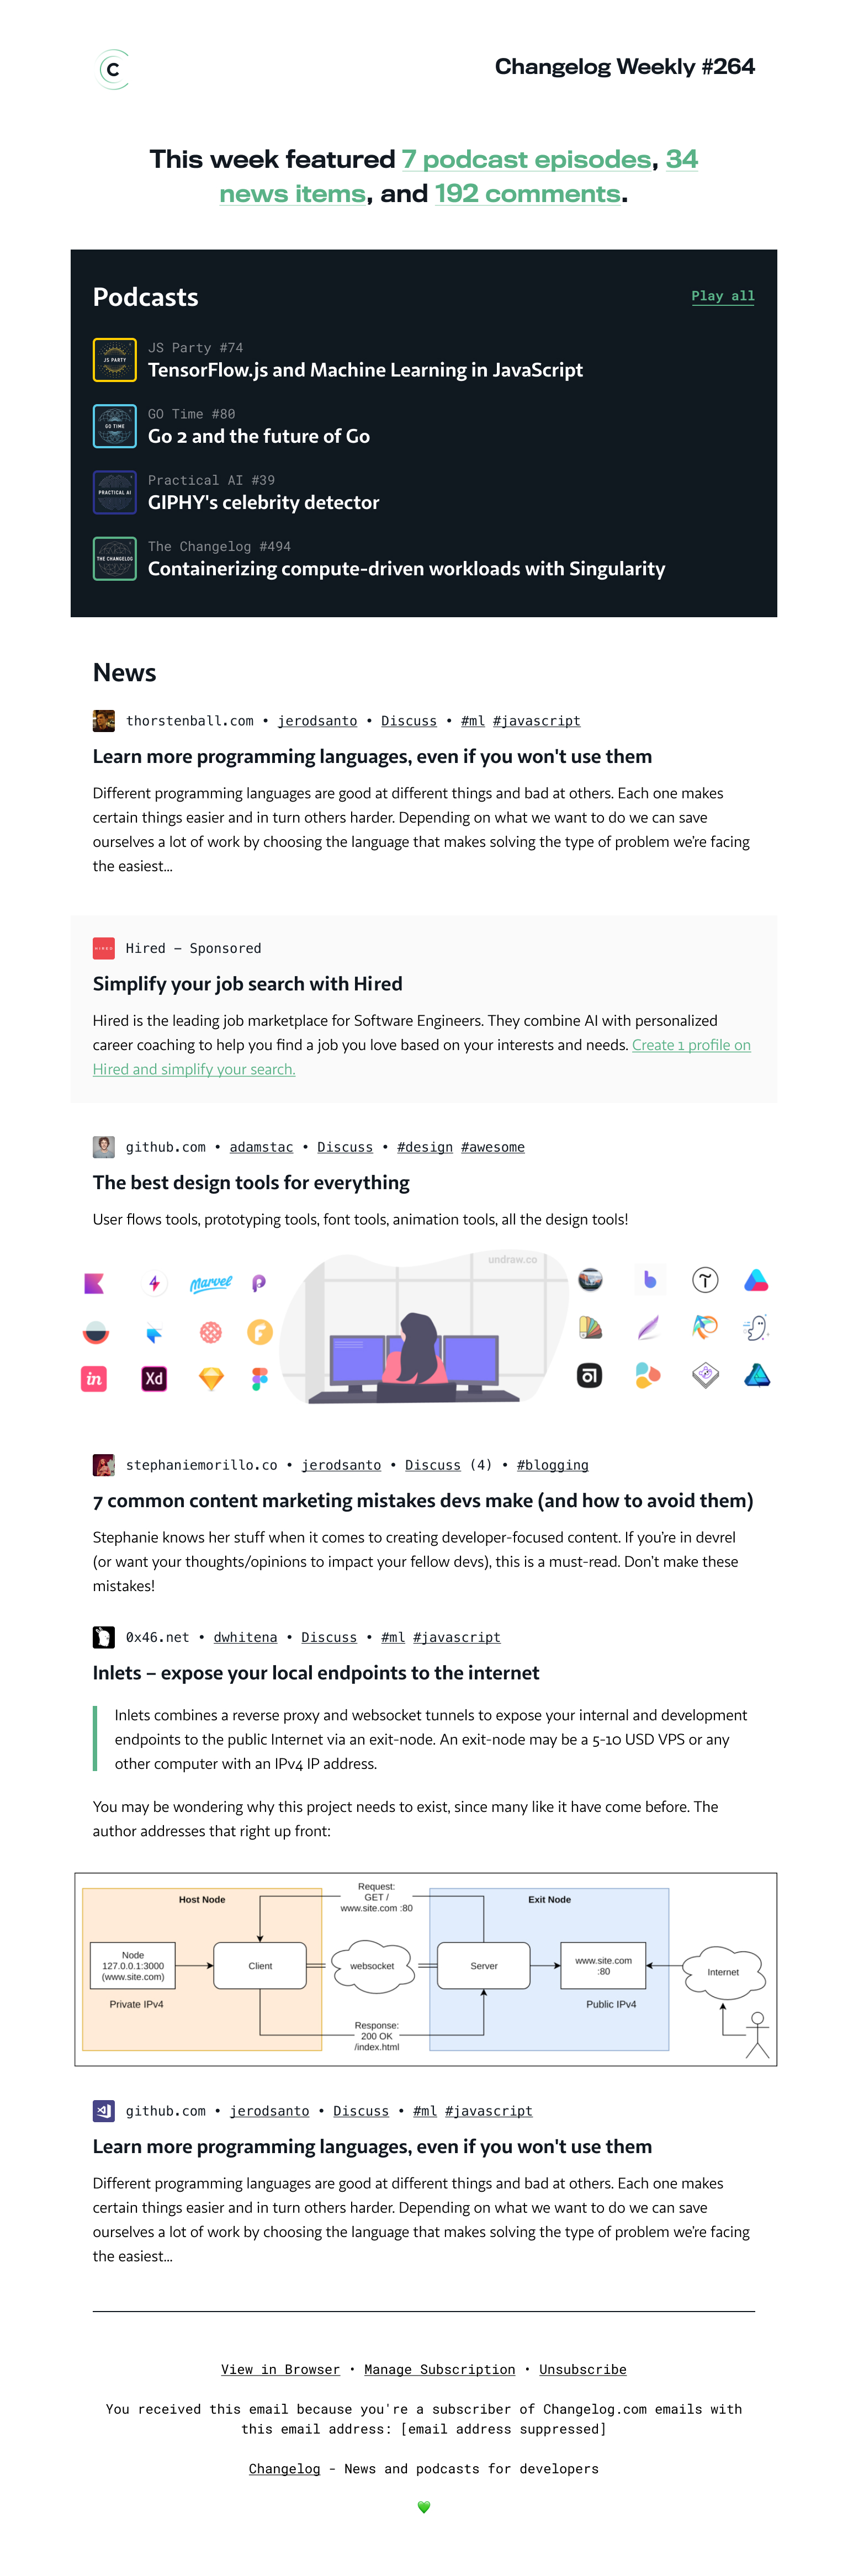 C
Changelog Weekly #264
This week featured 7 podcast episodes, 34
news items, and 192 comments.
Podcasts
Play all
JS PARTY
JS Party #74
TensorFlow.js and Machine Learning in JavaScript
GO TIME
GO Time #80
Go 2 and the future of Go
PRACTICAL AI
Practical AI #39
GIPHY's celebrity detector
THE CHANGELOG
The Changelog #494
Containerizing compute-driven workloads with Singularity
News
thorstenball.com • jerodsanto • Discuss • #ml #javascript
Learn more programming languages, even if you won't use them
Different programming languages are good at different things and bad at others. Each one makes
certain things easier and in turn others harder. Depending on what we want to do we can save
ourselves a lot of work by choosing the language that makes solving the type of problem we're facing
the easiest...
HIRED
Hired – Sponsored
Simplify your job search with Hired
Hired is the leading job marketplace for Software Engineers. They combine AI with personalized
career coaching to help you find a job you love based on your interests and needs. Create 1 profile on
Hired and simplify your search.
github.com • adamstac • Discuss • #design #awesome
The best design tools for everything
User flows tools, prototyping tools, font tools, animation tools, all the design tools!
undraw.co
Marvel
in
Xd
stephaniemorillo.co • jerodsanto • Discuss (4) • #blogging
7 common content marketing mistakes devs make (and how to avoid them)
Stephanie knows her stuff when it comes to creating developer-focused content. If you're in devrel
(or want your thoughts/opinions to impact your fellow devs), this is a must-read. Don't make these
mistakes!
0x46.net • dwhitena • Discuss • #ml #javascript
Inlets – expose your local endpoints to the internet
Inlets combines a reverse proxy and websocket tunnels to expose your internal and development
endpoints to the public Internet via an exit-node. An exit-node may be a 5-10 USD VPS or any
other computer with an IPv4 IP address.
You may be wondering why this project needs to exist, since many like it have come before. The
author addresses that right up front:
Host Node
Request:
GET /
www.site.com :80
Exit Node
Node
127.0.0.1:3000
(www.site.com)
Client
websocket
Server
www.site.com
:80
Internet
Private IPv4
Public IPv4
Response:
200 OK
/index.html
github.com • jerodsanto • Discuss • #ml #javascript
Learn more programming languages, even if you won't use them
Different programming languages are good at different things and bad at others. Each one makes
certain things easier and in turn others harder. Depending on what we want to do we can save
ourselves a lot of work by choosing the language that makes solving the type of problem we're facing
the easiest...
View in Browser • Manage Subscription • Unsubscribe
You received this email because you're a subscriber of Changelog.com emails with
this email address: [email address suppressed]
Changelog - News and podcasts for developers